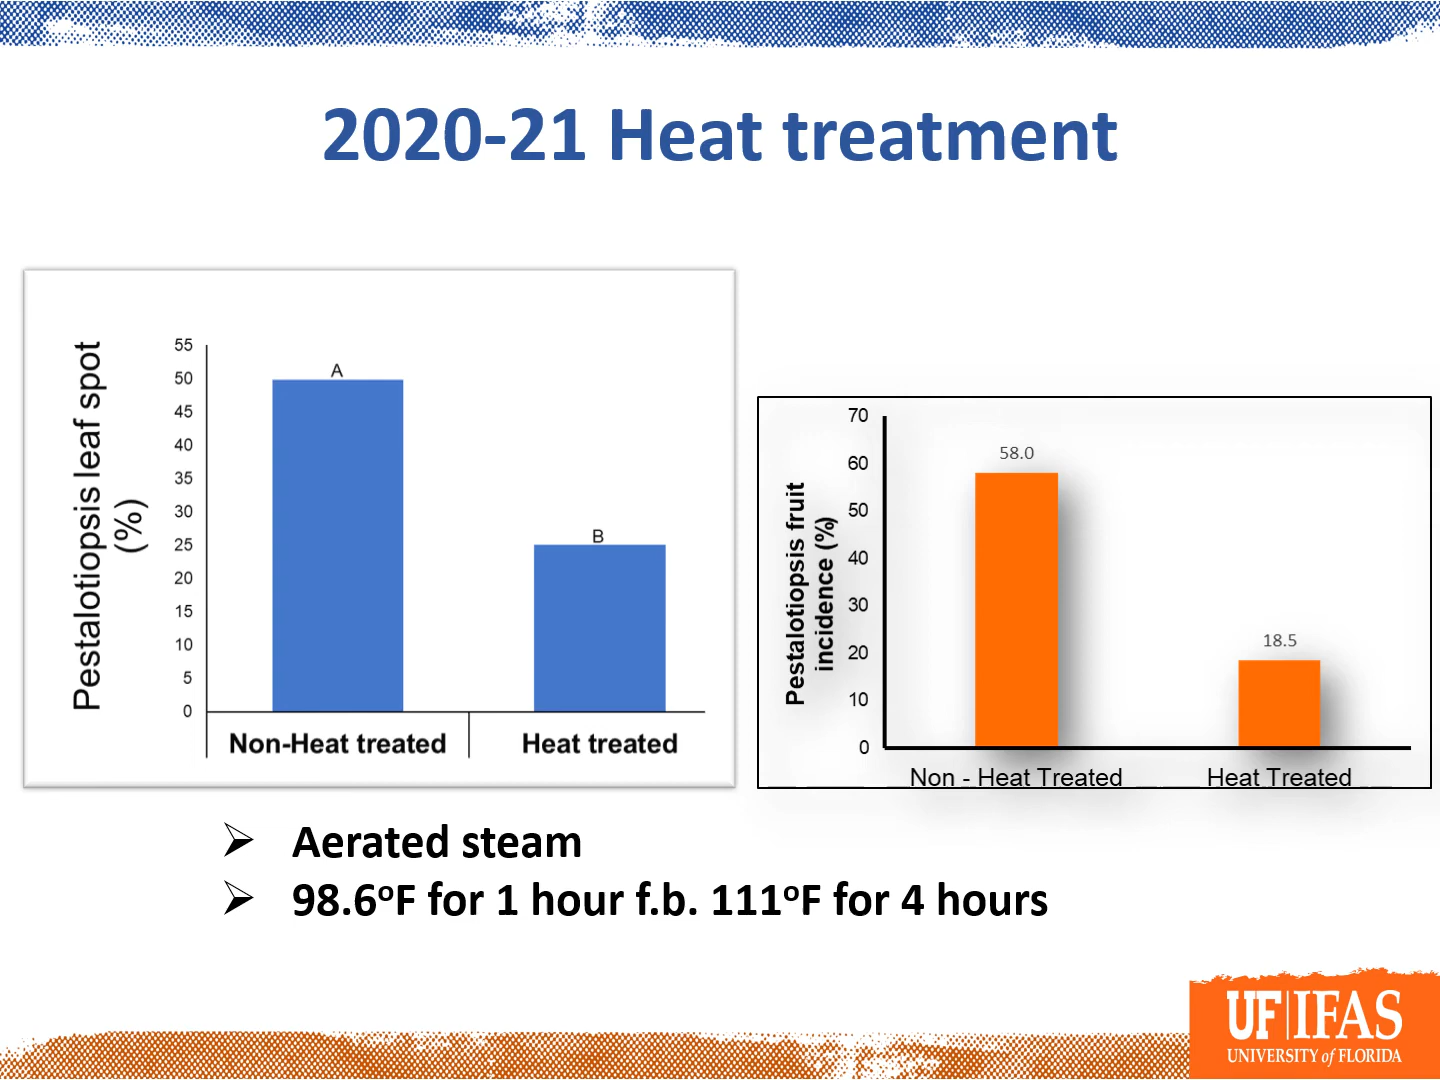 2020-21 Heat treatment
Pestalotiopsis leaf spot
(%)
55
50
45
40
35
30
25
20
15
10
5
0
A
B
Non-Heat treated
Heat treated
Pestalotiopsis fruit
incidence (%)
70
60
50
40
30
20
10
0
58.0
18.5
Non - Heat Treated
Heat Treated
➢ Aerated steam
➢ 98.6ºF for 1 hour f.b. 111ºF for 4 hours
UF|IFAS
UNIVERSITY of FLORIDA